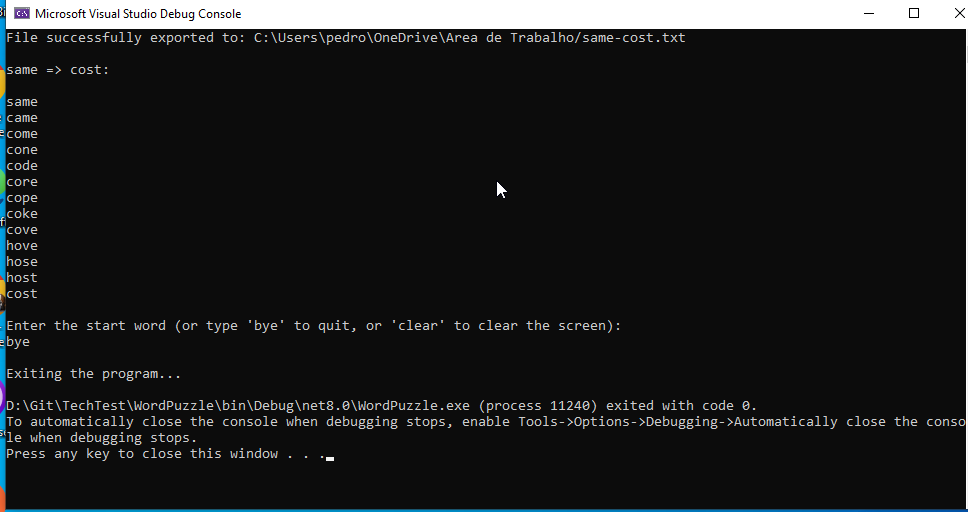 Microsoft Visual Studio Debug Console
File successfully exported to: C:\Users\pedro\OneDrive\Area de Trabalho/same-cost.txt
same => cost:
same
came
come
cone
code
core
cope
coke
cove
hove
hose
host
cost
Enter the start word (or type 'bye' to quit, or 'clear' to clear the screen):
bye
Exiting the program...
D:\Git\TechTest\WordPuzzle\bin\Debug\net8.0\WordPuzzle.exe (process 11240) exited with code 0.
To automatically close the console when debugging stops, enable Tools->Options->Debugging->Automatically close the conso
le when debugging stops.
Press any key to close this window . . .